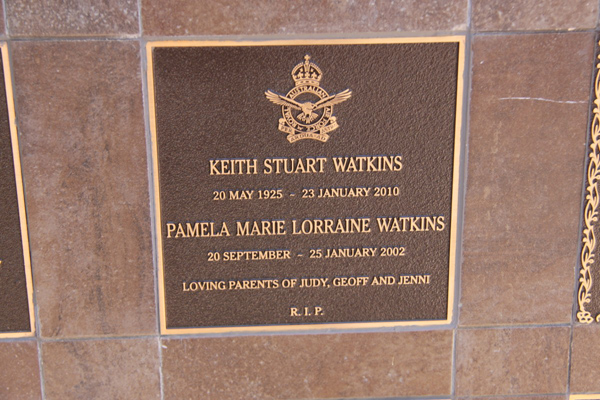 AUSTRALIAN
KEITH STUART WATKINS
20 MAY 1925 - 23 JANUARY 2010
PAMELA MARIE LORRAINE WATKINS
20 SEPTEMBER - 25 JANUARY 2002
LOVING PARENTS OF JUDY, GEOFF AND JENNI
R. I. P.